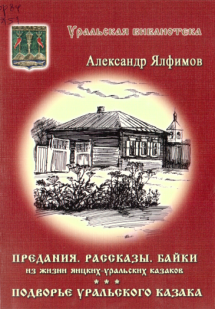 Уральская библиотека
Александр Ялфимов
ПРЕДАНИЯ. РАССКАЗЫ. БАЙКИ
ИЗ ЖИЗНИ ЯИЦКИХ-УРАЛЬСКИХ КАЗАКОВ
* * *
ПОДВОРЬЕ УРАЛЬСКОГО КАЗАКА